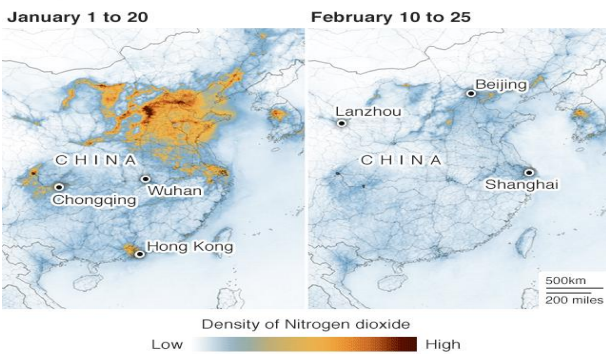 January 1 to 20
February 10 to 25
CHINA
Wuhan
Chongqing
Hong Kong
Beijing
Lanzhou
CHINA
Shanghai
500km
200 miles
Density of Nitrogen dioxide
Low High